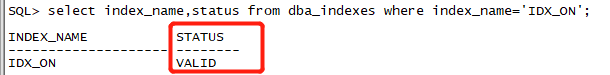 SQL> select index_name,status from dba_indexes where index_name='IDX_ON';
INDEX_NAME STATUS
-------------------- --------
IDX_ON VALID